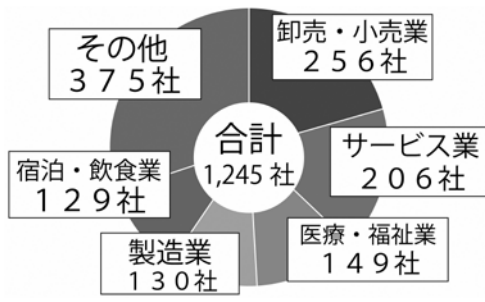 卸売・小売業
２５６社
サービス業
２０６社
医療・福祉業
１４９社
製造業
１３０社
宿泊・飲食業
１２９社
その他
３７５社
合計
1,245 社